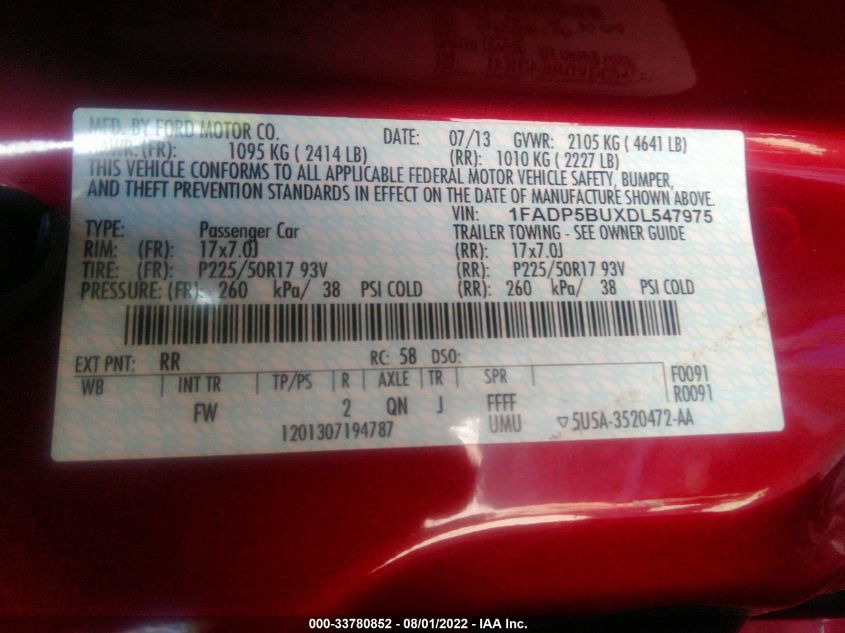 MFD. BY FORD MOTOR CO. DATE: 07/13 GVWR: 2105 KG ( 4641 LB)
(FR): 1095 KG ( 2414 LB) (RR): 1010 KG ( 2227 LB)
THIS VEHICLE CONFORMS TO ALL APPLICABLE FEDERAL MOTOR VEHICLE SAFETY, BUMPER,
AND THEFT PREVENTION STANDARDS IN EFFECT ON THE DATE OF MANUFACTURE SHOWN ABOVE.
VIN: 1FADP5BUXDL547975
TYPE: Passenger Car TRAILER TOWING - SEE OWNER GUIDE
RIM: (FR): 17x7.0J (RR): 17x7.0J
TIRE: (FR): P225/50R17 93V (RR): P225/50R17 93V
PRESSURE: (FR): 260 kPa/ 38 PSI COLD (RR): 260 kPa/ 38 PSI COLD
EXT PNT: RR RC: 58 DSO:
WB INT TR TP/PS R AXLE TR SPR F0091
FW 2 QN J FFFF R0091
1201307194787 UMU ▽5U5A-3520472-AA
000-33780852 - 08/01/2022 - IAA Inc.